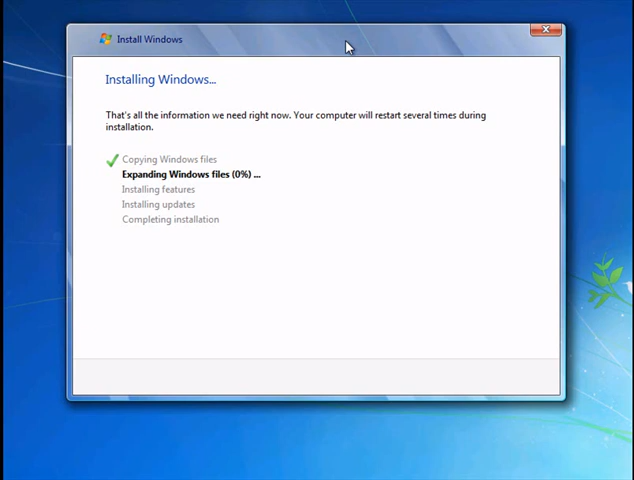 Install Windows
Installing Windows...
That's all the information we need right now. Your computer will restart several times during
installation.
Copying Windows files
Expanding Windows files (0%) ...
Installing features
Installing updates
Completing installation